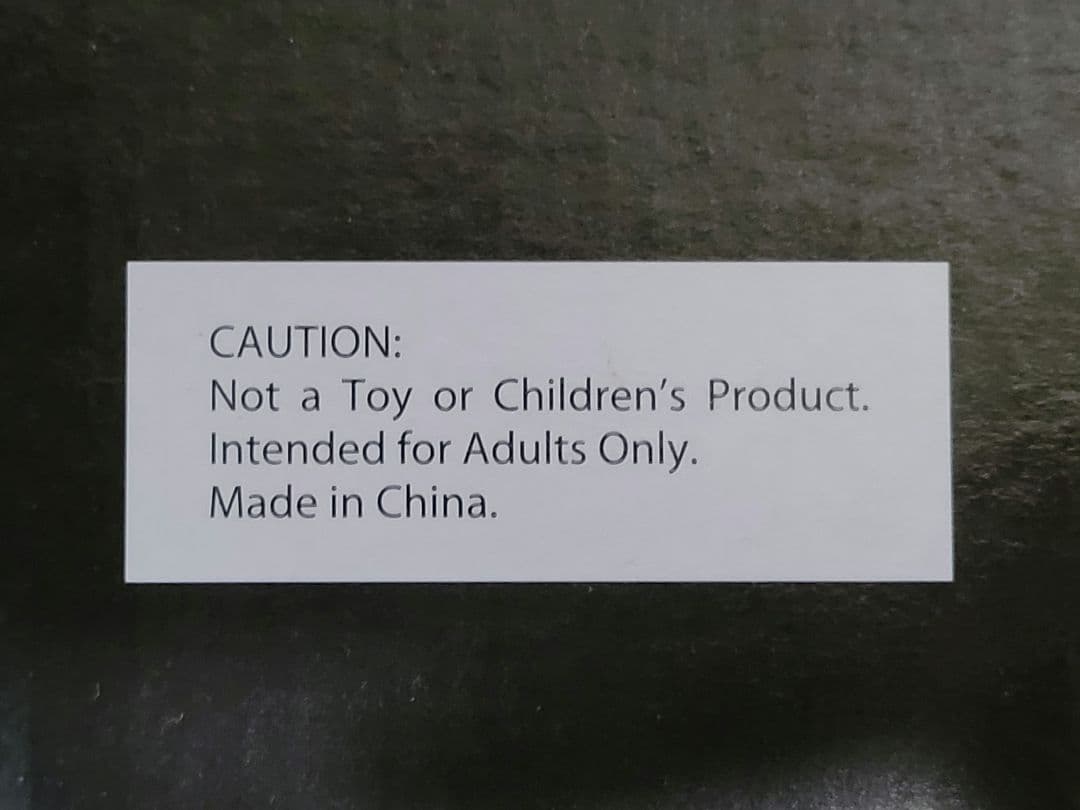 CAUTION:
Not a Toy or Children's Product.
Intended for Adults Only.
Made in China.